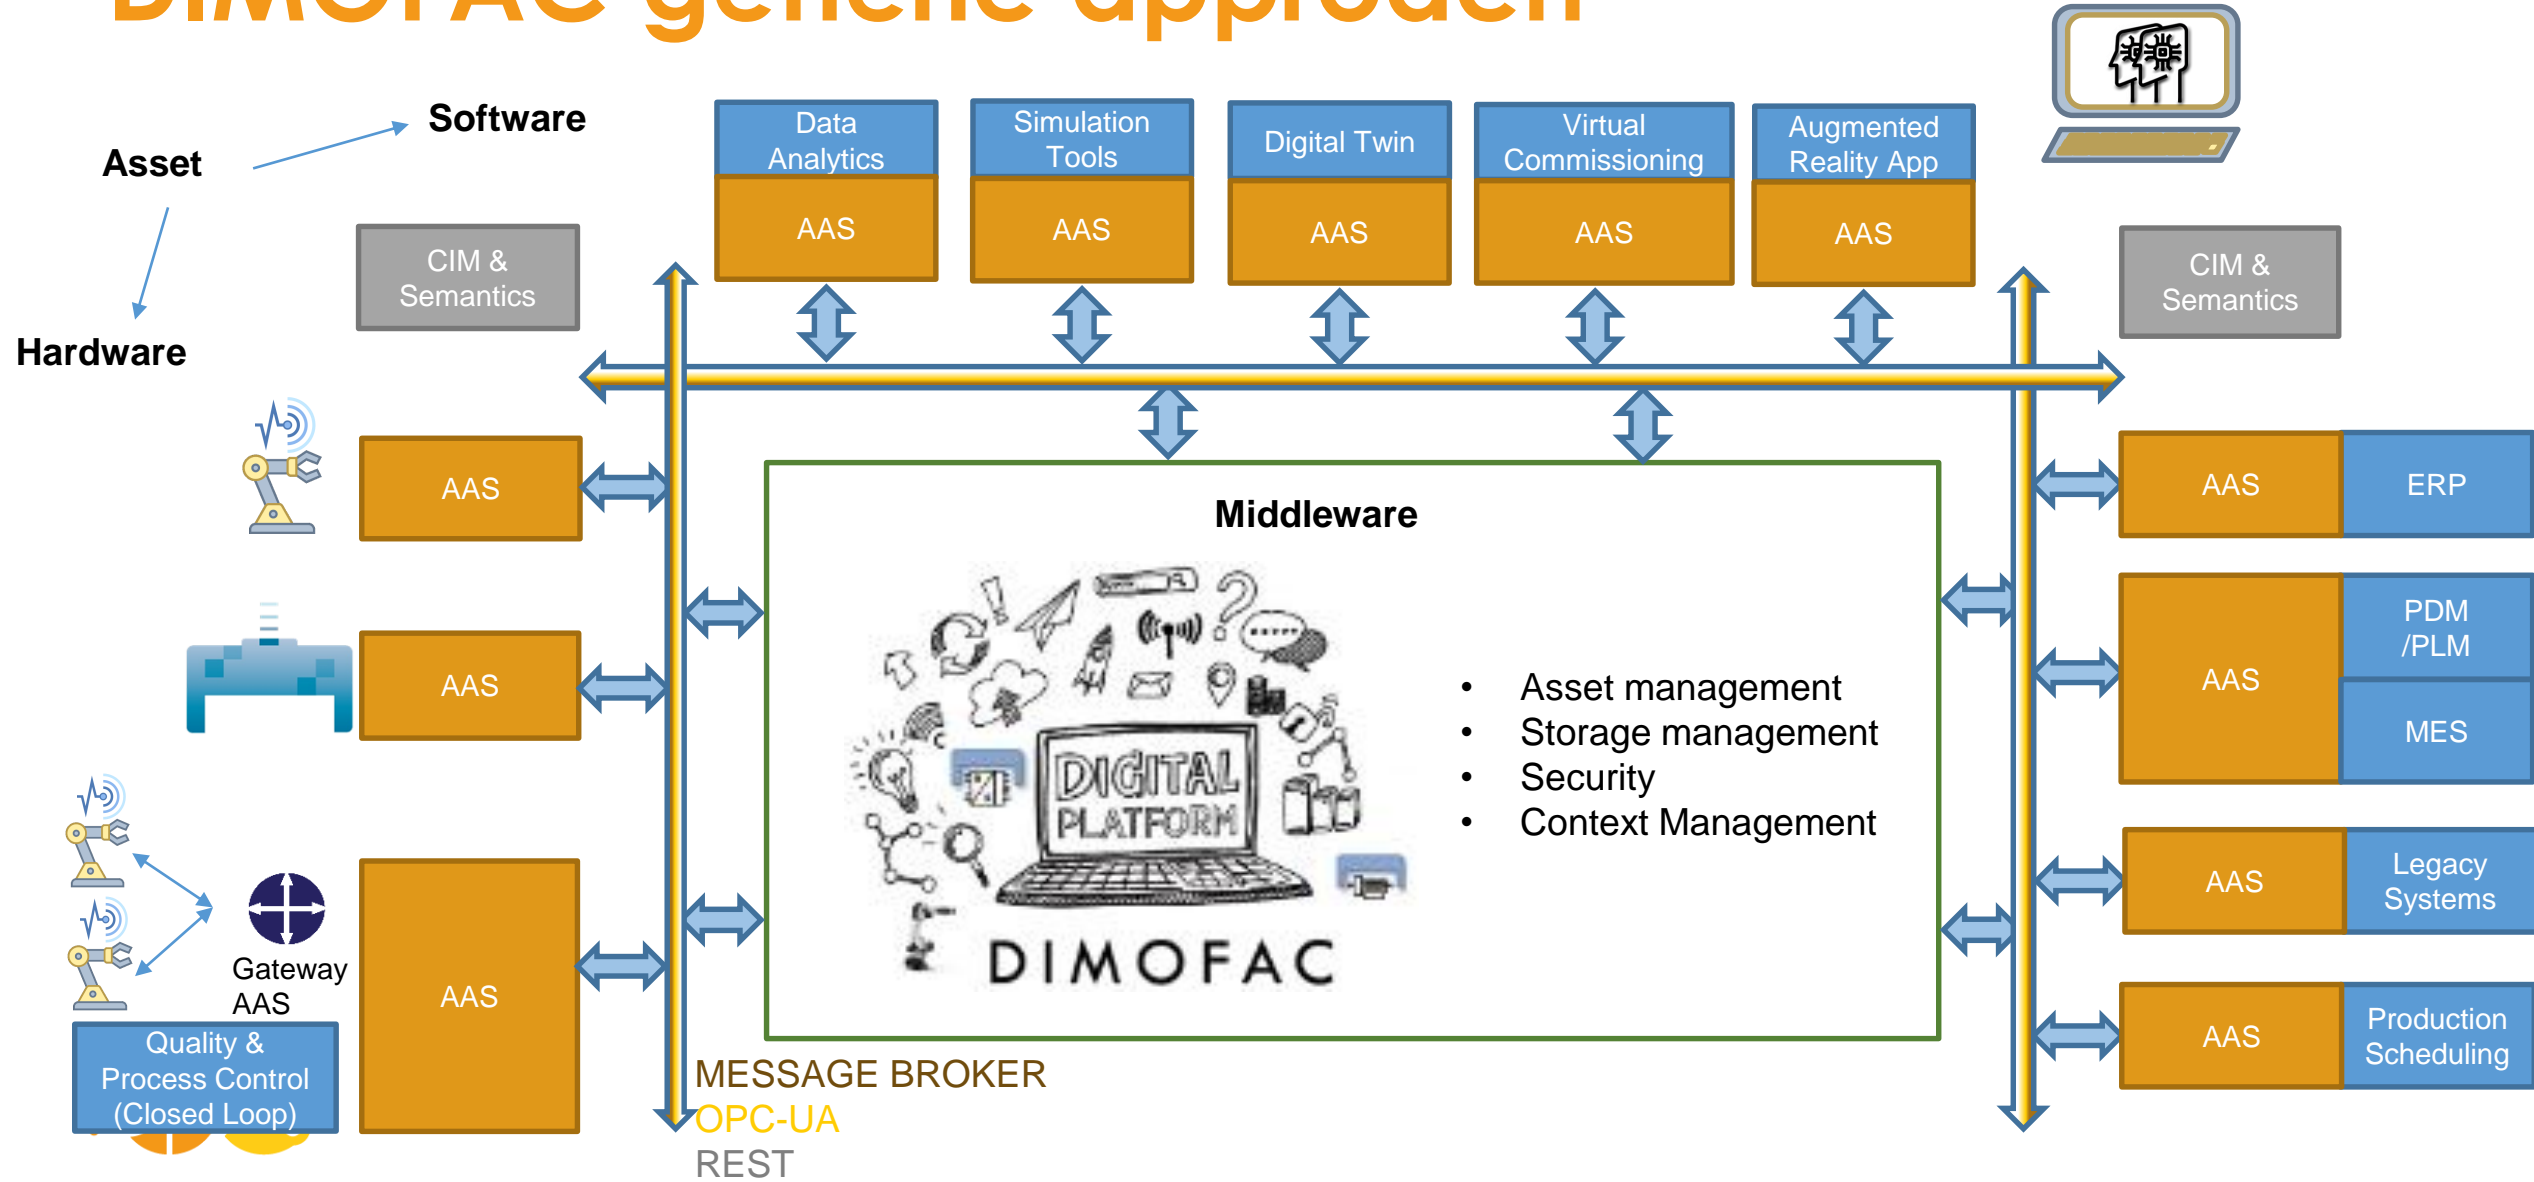 DIMOFAC generic approach
Software
Asset
Hardware
CIM &
Semantics
Data
Analytics
AAS
Simulation
Tools
AAS
Digital Twin
AAS
Virtual
Commissioning
AAS
Augmented
Reality App
AAS
CIM &
Semantics
AAS
AAS
Gateway
AAS
Quality &
Process Control
(Closed Loop)
AAS
Middleware
DIGITAL
PLATFORM
DIMOFAC
• Asset management
• Storage management
• Security
• Context Management
AAS
ERP
AAS
PDM
/PLM
MES
AAS
Legacy
Systems
AAS
Production
Scheduling
MESSAGE BROKER
OPC-UA
REST